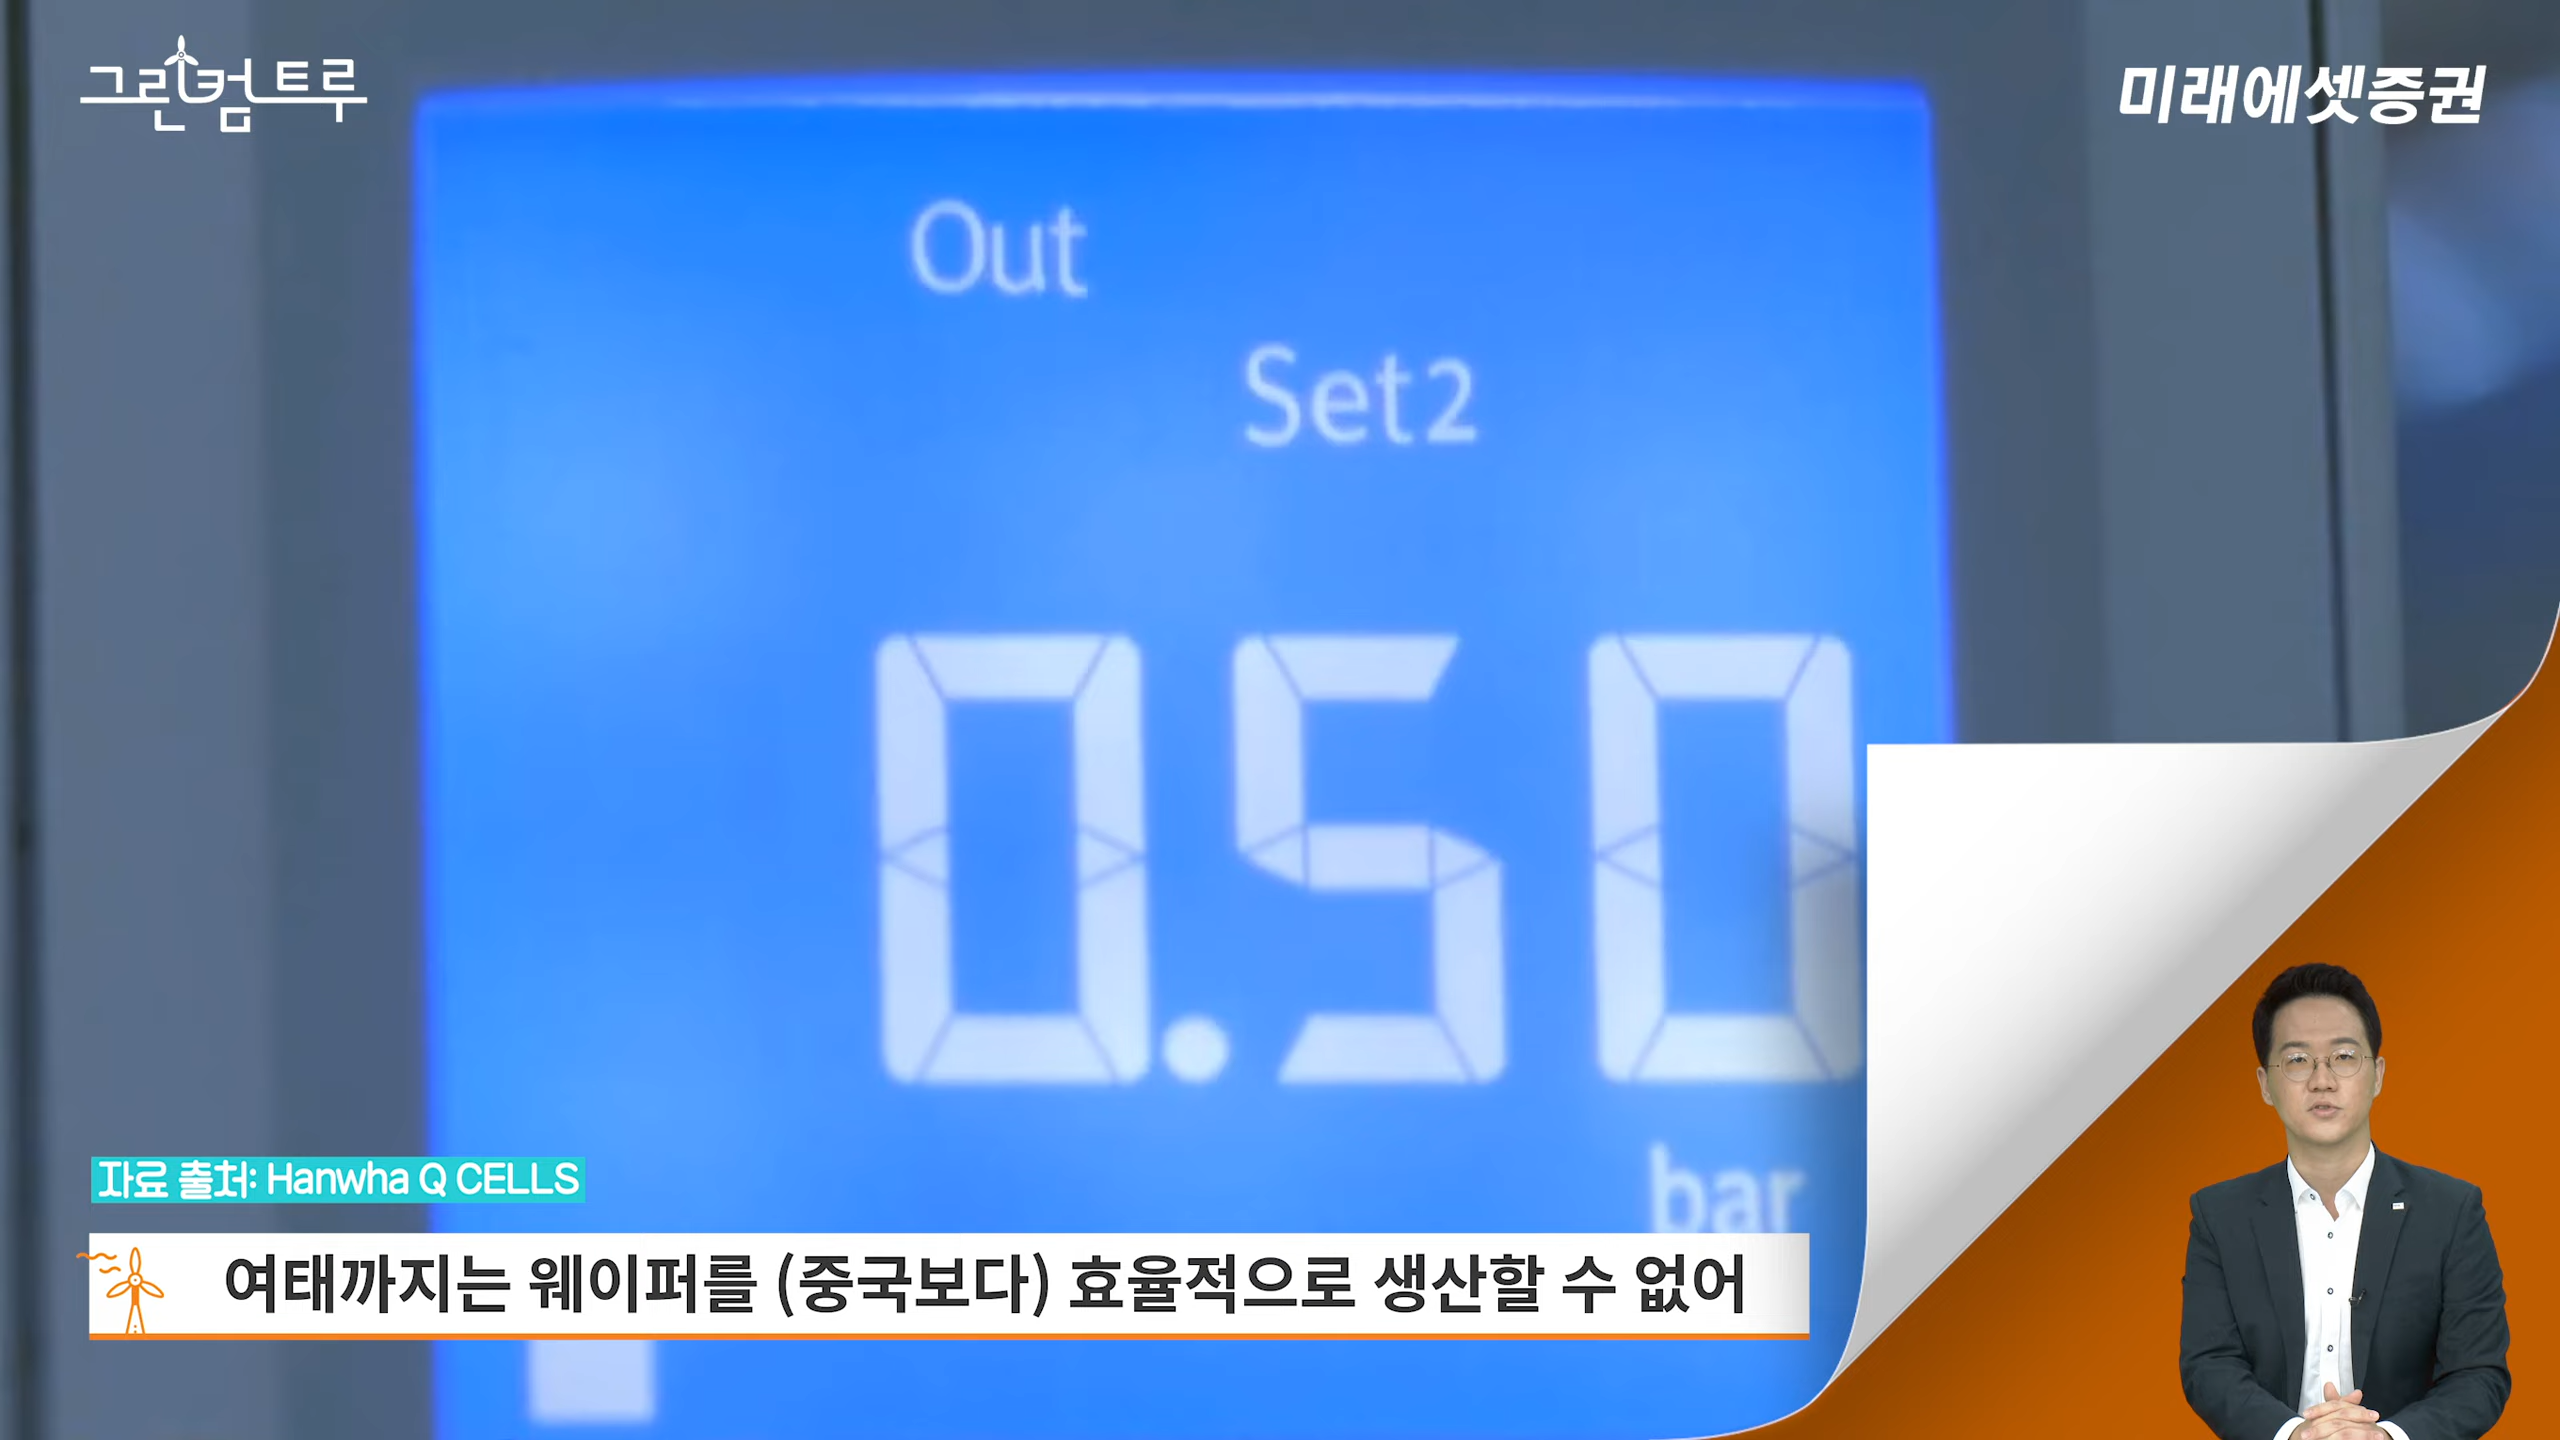 그린컴트루
미래에셋증권
Out
Set2
0.50
bar
자료 출처: Hanwha Q CELLS
여태까지는 웨이퍼를 (중국보다) 효율적으로 생산할 수 없어